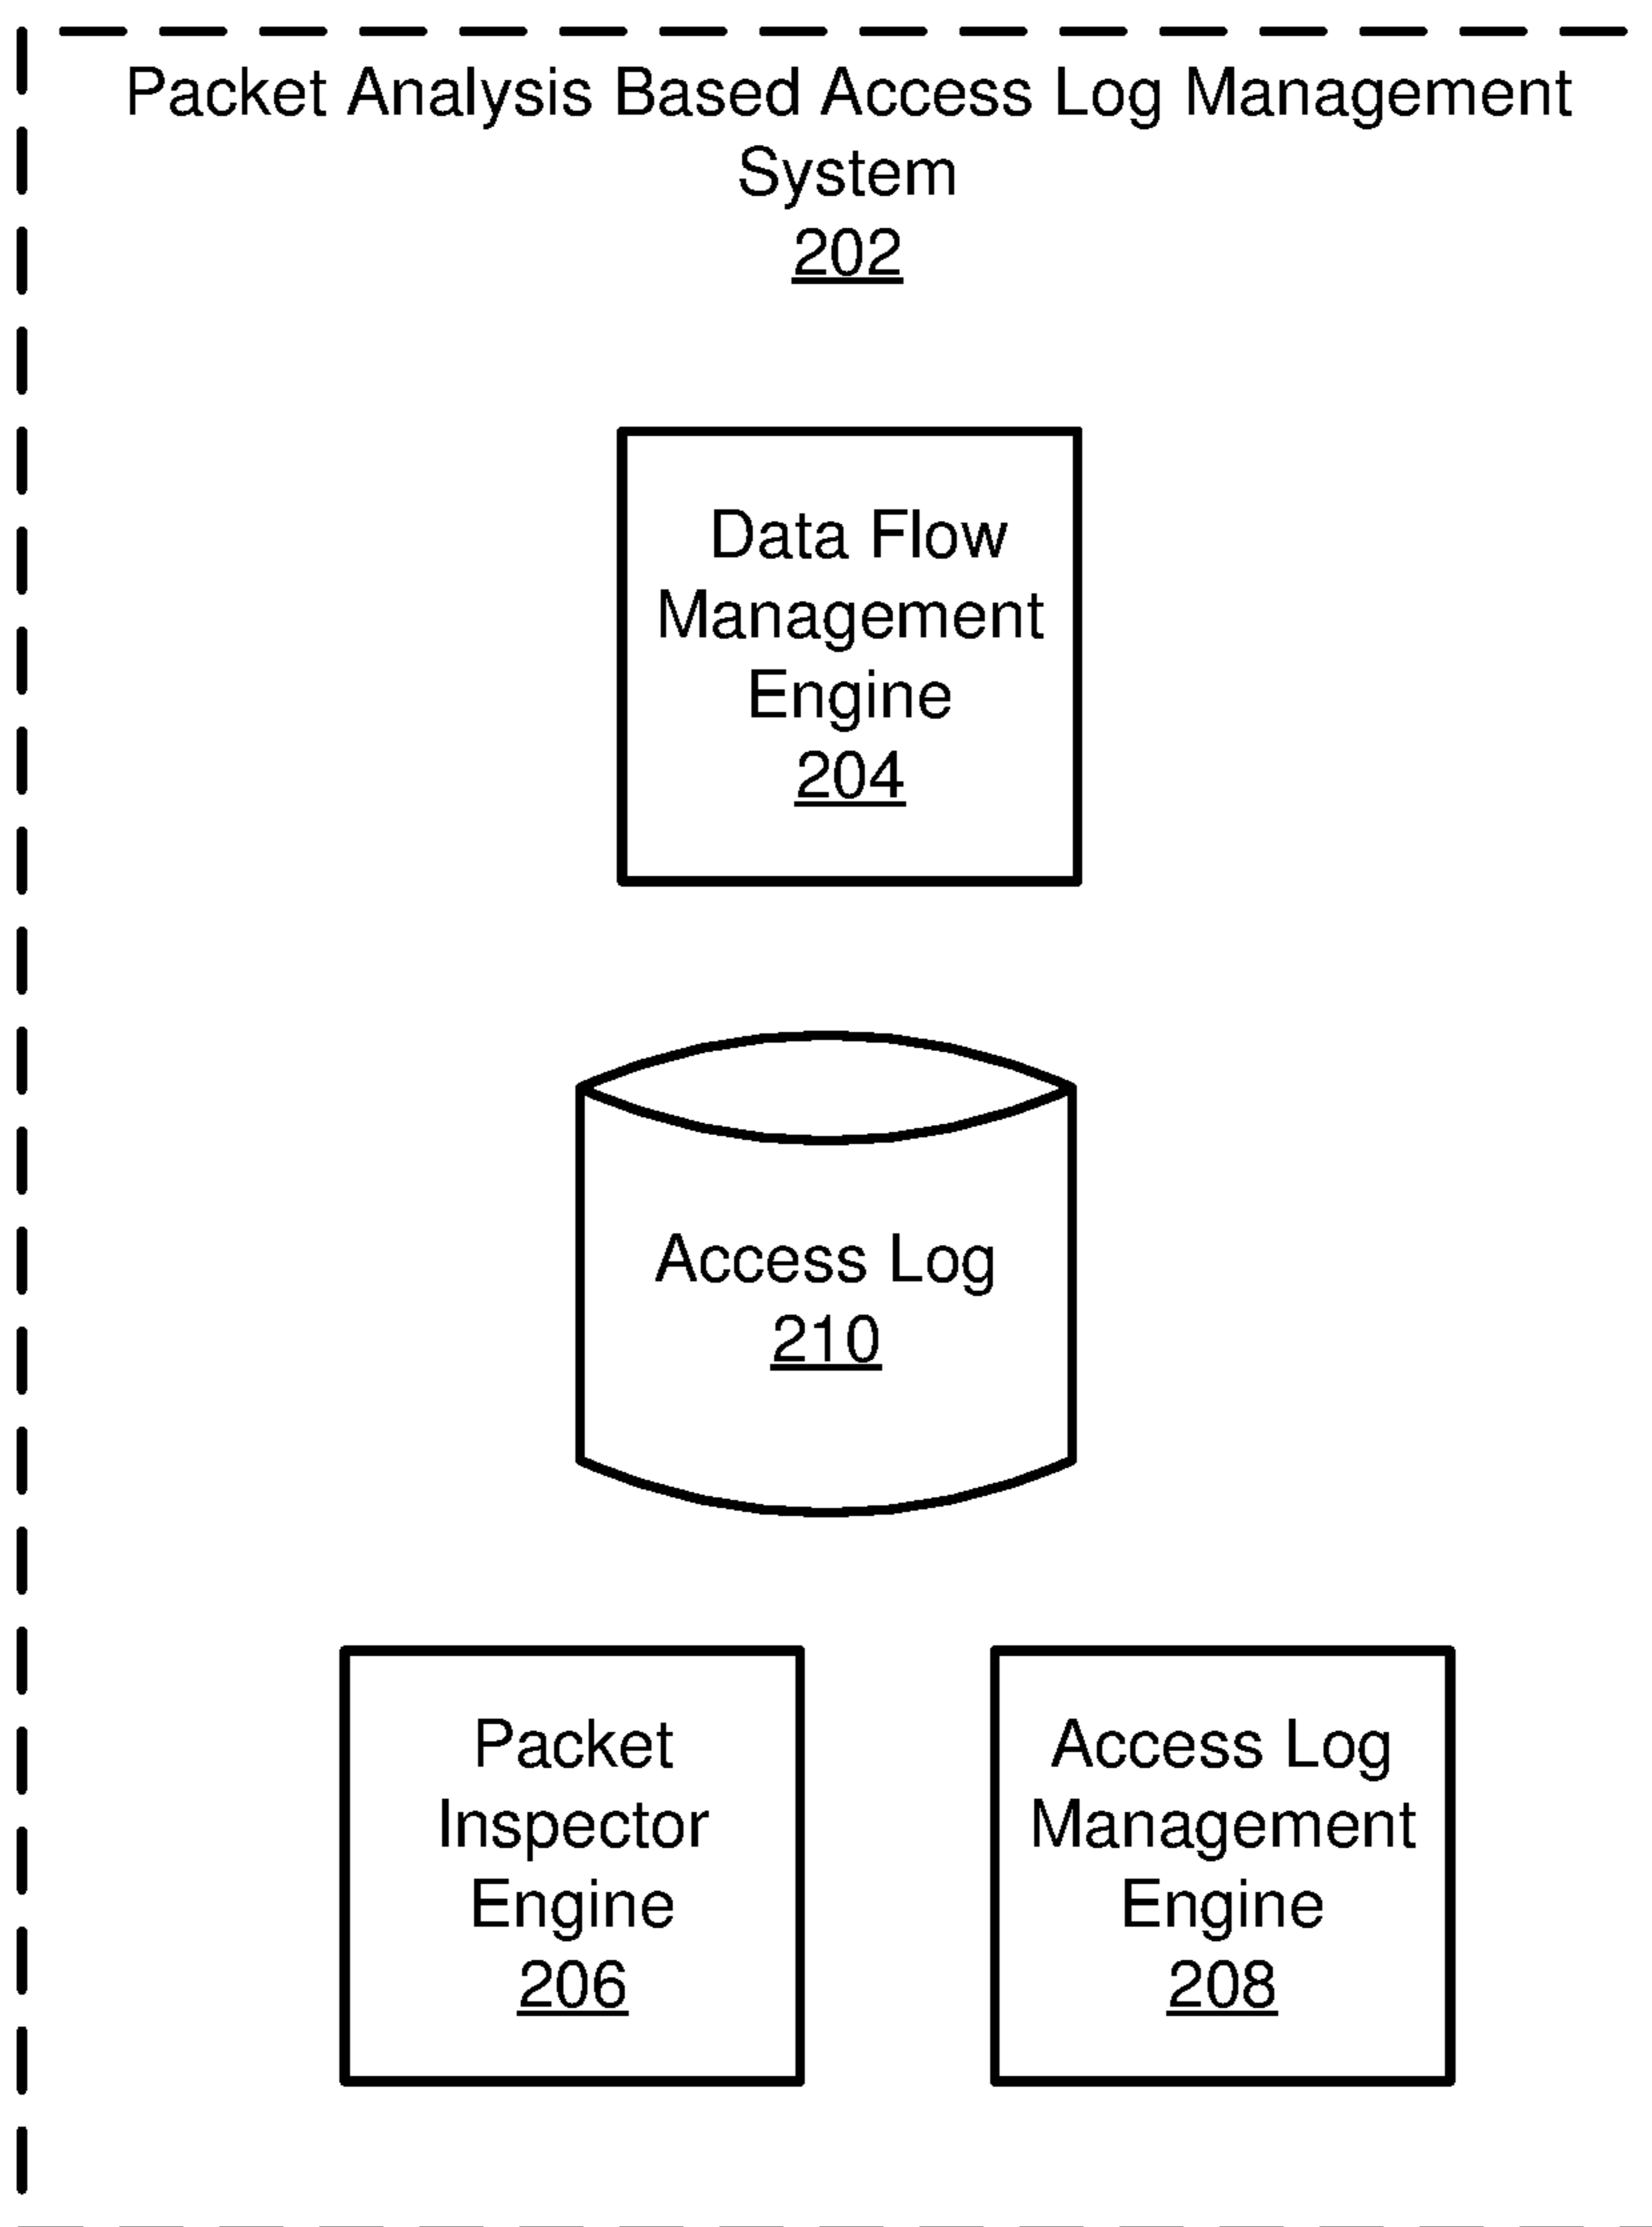 Packet Analysis Based Access Log Management
System
202
Data Flow
Management
Engine
204
Access Log
210
Packet
Inspector
Engine
206
Access Log
Management
Engine
208